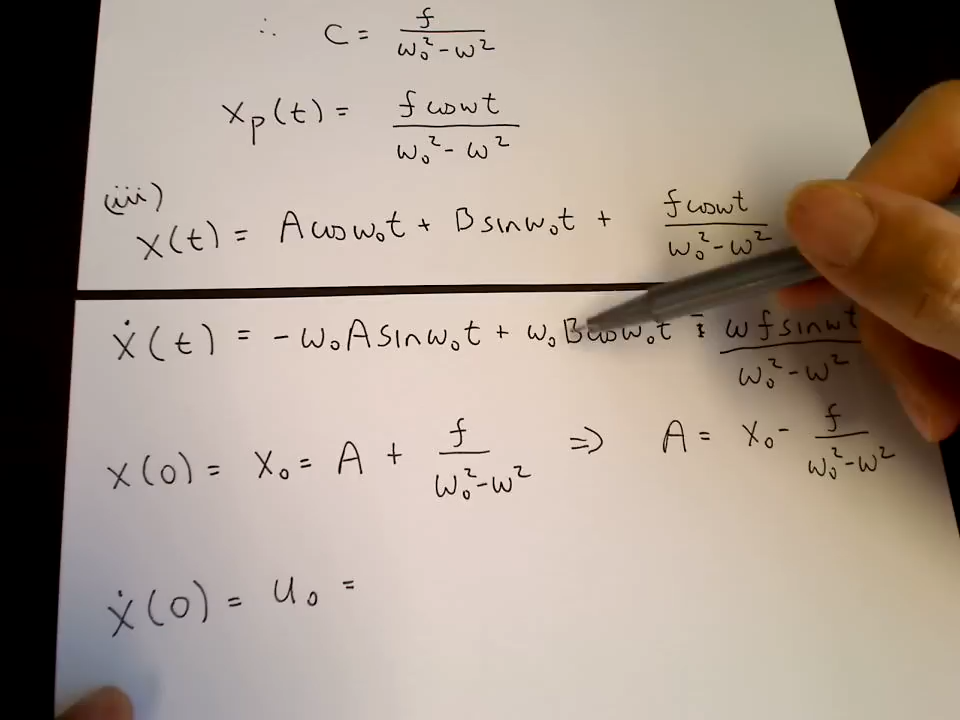 ∴ C = f / (ω₀² - ω²)
xₚ(t) = f cos ωt / (ω₀² - ω²)
(iii)
x(t) = A cos ω₀t + B sin ω₀t + f cos ωt / (ω₀² - ω²)
ẋ(t) = -ω₀A sin ω₀t + ω₀B cos ω₀t - ωf sin ωt / (ω₀² - ω²)
x(0) = x₀ = A + f / (ω₀² - ω²) ⇒ A = x₀ - f / (ω₀² - ω²)
ẋ(0) = u₀ =